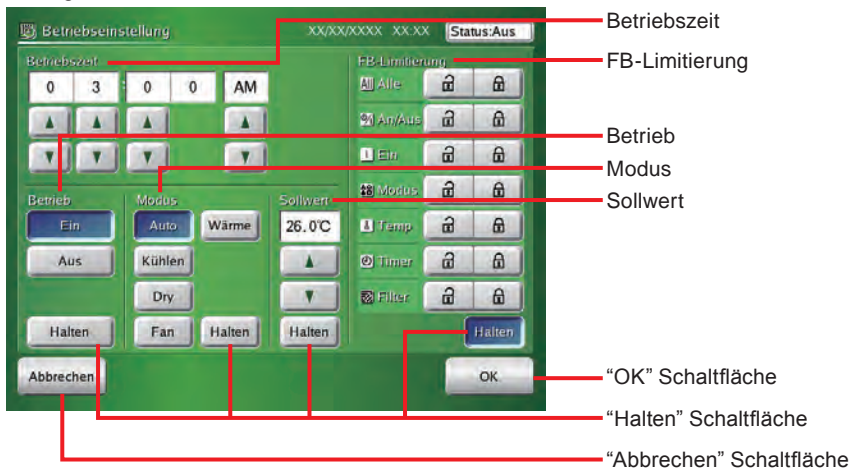 Betriebseinstellung XX/XX/XXXX XX:XX Status:Aus
Betriebszeit
0 3 : 0 0 AM
FB-Limitierung
All Alle
An/Aus
Ein
Modus
Temp
Timer
Filter
Halten
Betrieb
Ein
Aus
Halten
Modus
Auto Wärme
Kühlen
Dry
Fan Halten
Sollwert
26.0℃
Halten
Abbrechen
OK
Betriebszeit
FB-Limitierung
Betrieb
Modus
Sollwert
“OK” Schaltfläche
“Halten” Schaltfläche
“Abbrechen” Schaltfläche